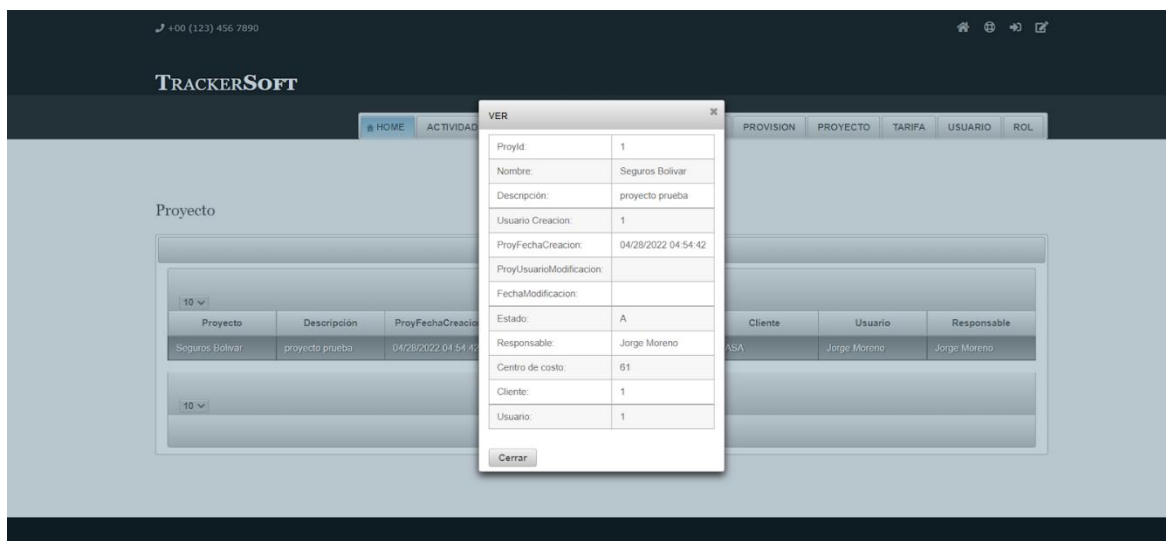 +00 (123) 456 7890
TRACKERSOFT
HOME ACTIVIDAD PROVISION PROYECTO TARIFA USUARIO ROL
VER
ProyId: 1
Nombre: Seguros Bolivar
Descripción: proyecto prueba
Usuario Creacion: 1
ProyFechaCreacion: 04/28/2022 04:54:42
ProyUsuarioModificacion:
FechaModificacion:
Estado: A
Responsable: Jorge Moreno
Centro de costo: 61
Cliente: 1
Usuario: 1
Cerrar
Proyecto
10
Proyecto Descripción ProyFechaCreacio Cliente Usuario Responsable
Seguros Bolivar proyecto prueba 04/28/2022 04:54:42 ASA Jorge Moreno Jorge Moreno
10